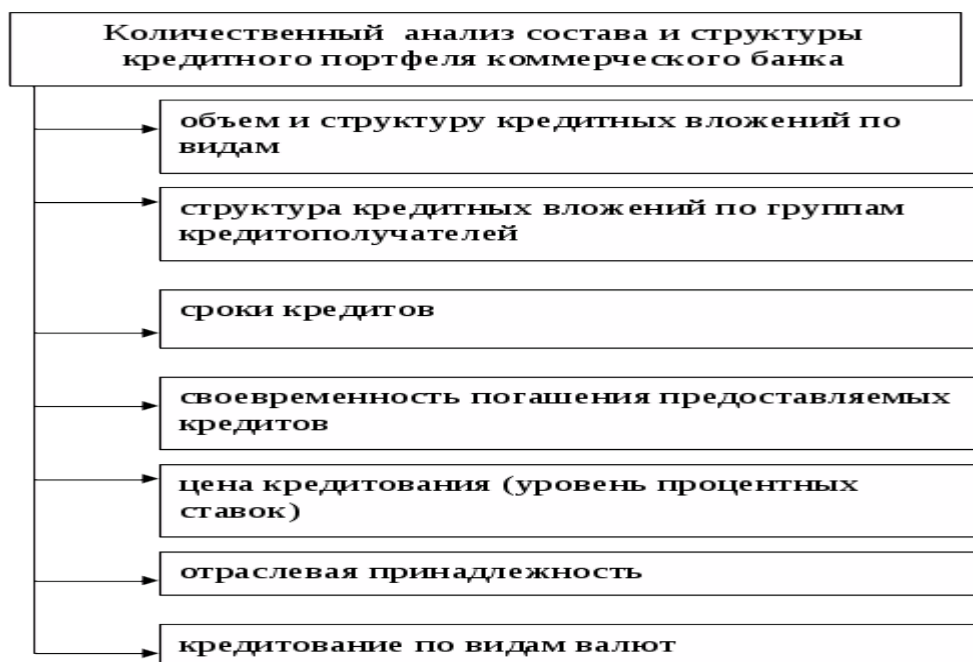 Количественный анализ состава и структуры
кредитного портфеля коммерческого банка
объем и структуру кредитных вложений по
видам
структура кредитных вложений по группам
кредитополучателей
сроки кредитов
своевременность погашения предоставляемых
кредитов
цена кредитования (уровень процентных
ставок)
отраслевая принадлежность
кредитование по видам валют